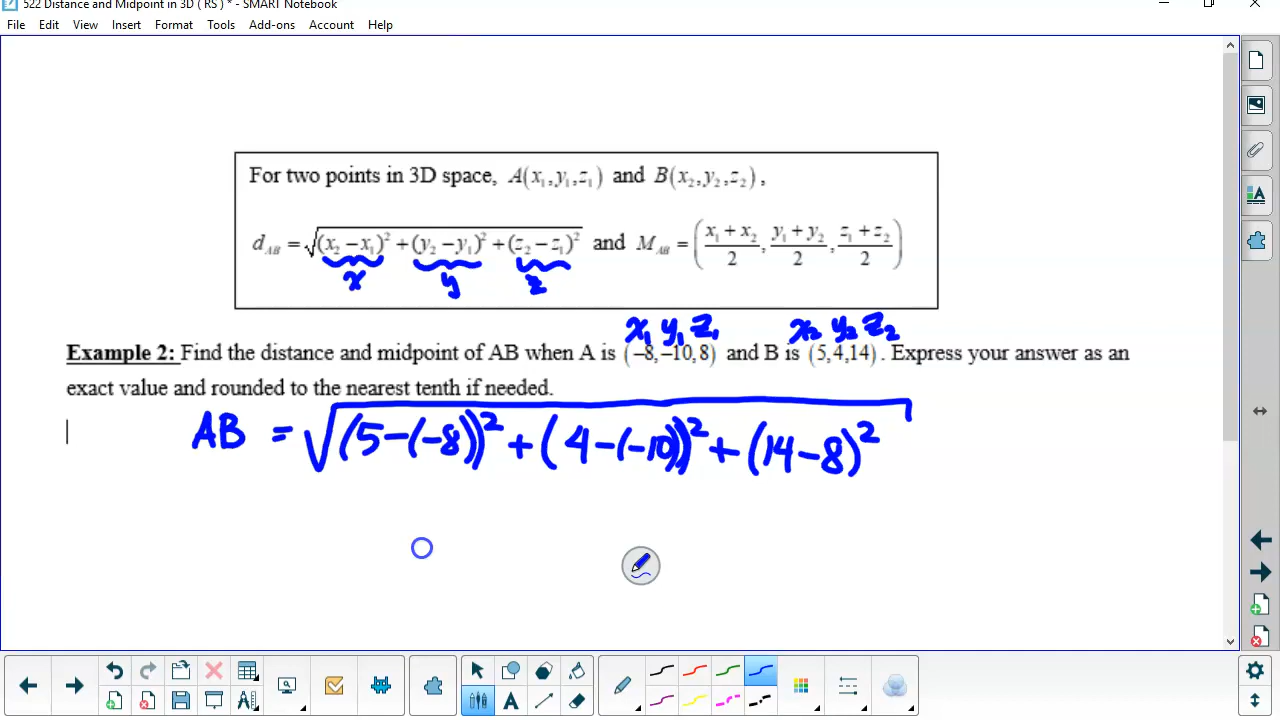 522 Distance and Midpoint in 3D ( RS ) * - SMART Notebook
File Edit View Insert Format Tools Add-ons Account Help
For two points in 3D space, A(x₁,y₁,z₁) and B(x₂,y₂,z₂),
d_AB = √((x₂ – x₁)² + (y₂ – y₁)² + (z₂ – z₁)²) and M_AB = ((x₁ + x₂)/2, (y₁ + y₂)/2, (z₁ + z₂)/2)
x y z
x₁ y₁ z₁ x₂ y₂ z₂
Example 2: Find the distance and midpoint of AB when A is (–8,–10,8) and B is (5,4,14). Express your answer as an
exact value and rounded to the nearest tenth if needed.
AB = √((5-(-8))² + (4-(-10))² + (14-8)²)